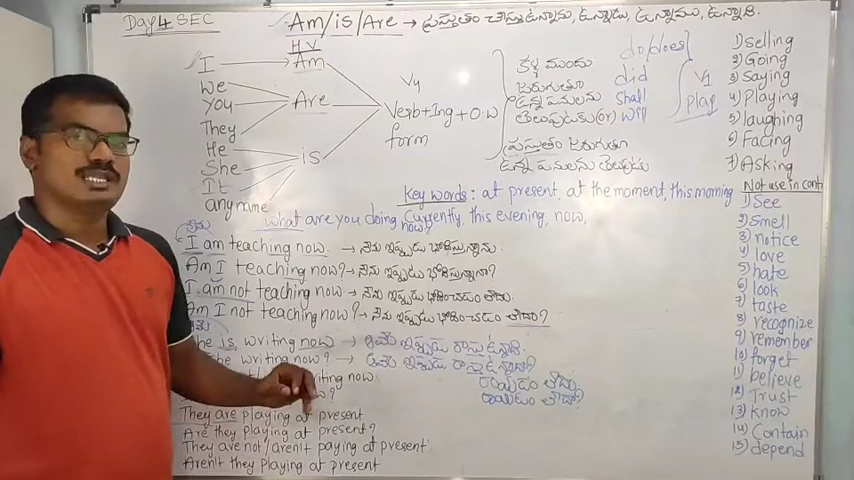 Day 4 SEC
Am/is/Are → ప్రస్తుతం చేస్తూ ఉన్నాను, ఉన్నాడు, ఉన్నాము, ఉన్నాది.
H.V
I
Am
We
You
They
Are
He
She
It
any name
is
V4
Verb+Ing+O.W
form
కళ్ళ ముందు
జరుగుతూ
ఉన్న పనులను
తెలుపుటకు (or)
ప్రస్తుతం జరుగుతూ
ఉన్న పనులను తెలుపుట
do/does
did
shall
will
V1
play
1) selling
2) Going
3) saying
4) Playing
5) laughing
6) Facing
7) Asking
Key words: at present, at the moment, this morning
Currently, this evening, now,
what are you doing now?
I am teaching now. → నేను ఇప్పుడు భోదిస్తున్నాను.
Am I teaching now? → నేను ఇప్పుడు భోదిస్తున్నానా?
I am not teaching now. → నేను ఇప్పుడు భోదించడం లేదు.
Am I not teaching now? → నేను ఇప్పుడు భోదించడం లేదా?
is writing now → ఆమె ఇప్పుడు రాస్తూ ఉన్నాది.
she writing now? → ఆమె ఇప్పుడు రాస్తూ ఉన్నాదా?
writing now
రాయడం లేదు
రాయటం లేదా?
They are playing at present
Are they playing at present?
They are not/aren't paying at present
Aren't they playing at present
Not use in cont
1) See
2) Smell
3) notice
4) love
5) hate
6) look
7) taste
8) recognize
9) remember
10) forget
11) believe
12) Trust
13) know
14) Contain
15) depend